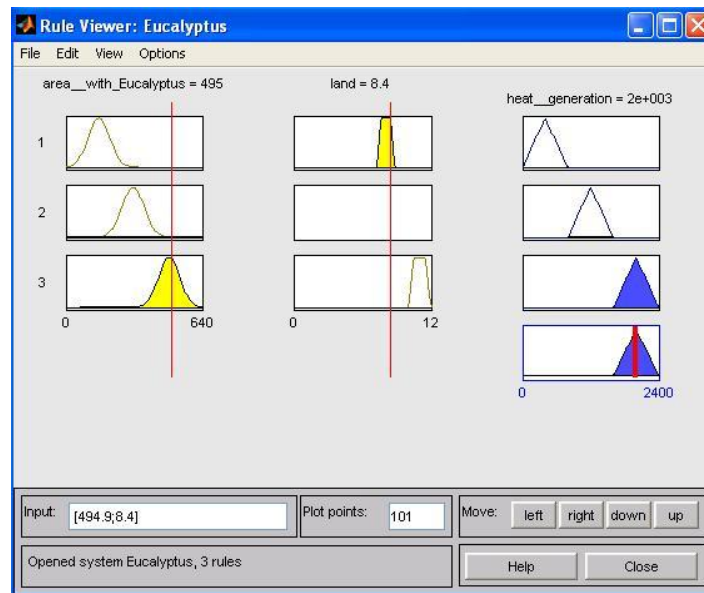 Rule Viewer: Eucalyptus
File Edit View Options
area__with_Eucalyptus = 495
land = 8.4
heat__generation = 2e+003
1
2
3
0 640
0 12
0 2400
Input: [494.9;8.4]
Plot points: 101
Move: left right down up
Opened system Eucalyptus, 3 rules
Help Close